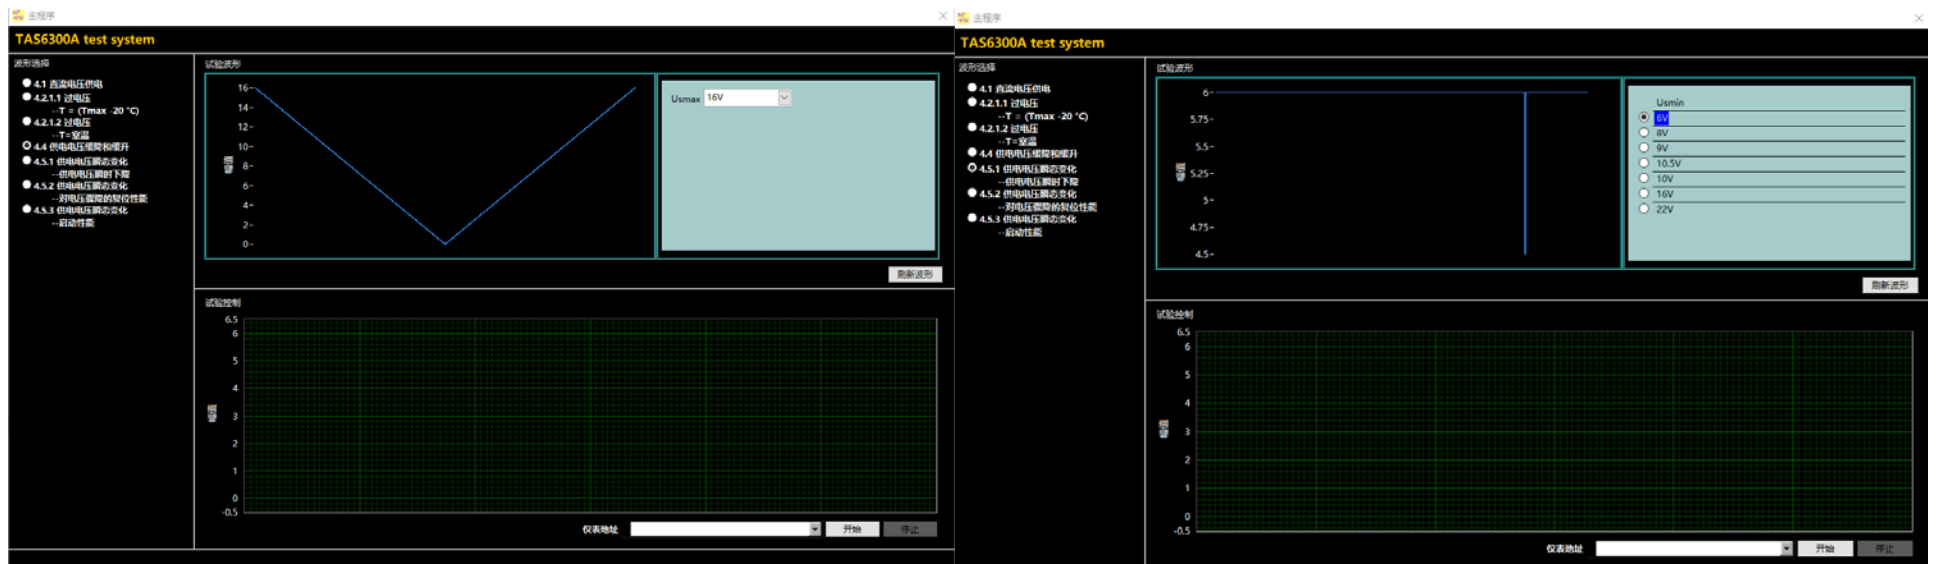 主程序
TAS6300A test system
波形选择
4.1 直流电压供电
4.2.1.1 过电压
--T = (Tmax -20 °C)
4.2.1.2 过电压
--T=室温
4.4 供电电压缓降和缓升
4.5.1 供电电压瞬态变化
--供电电压瞬时下降
4.5.2 供电电压瞬态变化
--对电压骤降的复位性能
4.5.3 供电电压瞬态变化
--启动性能
试验波形
16
14
12
10
8
6
4
2
0
幅值
Usmax 16V
刷新波形
试验控制
6.5
6
5
4
3
2
1
0
-0.5
幅值
仪表地址 开始 停止
主程序
TAS6300A test system
波形选择
4.1 直流电压供电
4.2.1.1 过电压
--T = (Tmax -20 °C)
4.2.1.2 过电压
--T=室温
4.4 供电电压缓降和缓升
4.5.1 供电电压瞬态变化
--供电电压瞬时下降
4.5.2 供电电压瞬态变化
--对电压骤降的复位性能
4.5.3 供电电压瞬态变化
--启动性能
试验波形
6
5.75
5.5
5.25
5
4.75
4.5
幅值
Usmin
6V
8V
9V
10.5V
10V
16V
22V
刷新波形
试验控制
6.5
6
5
4
3
2
1
0
-0.5
幅值
仪表地址 开始 停止